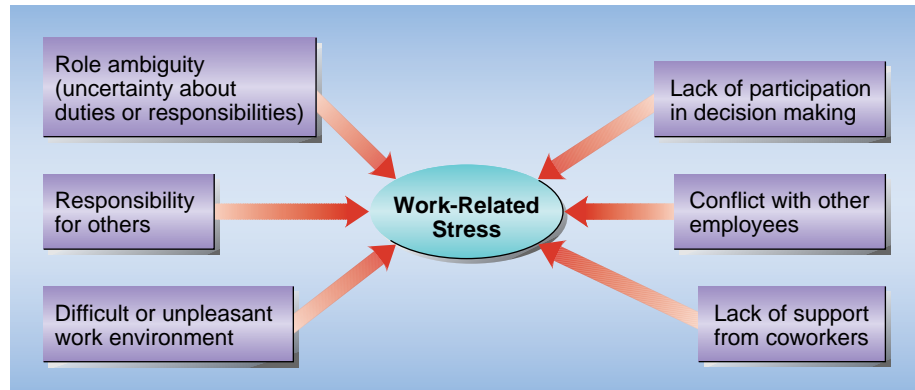 Role ambiguity
(uncertainty about
duties or responsibilities)
Responsibility
for others
Difficult or unpleasant
work environment
Work-Related
Stress
Lack of participation
in decision making
Conflict with other
employees
Lack of support
from coworkers